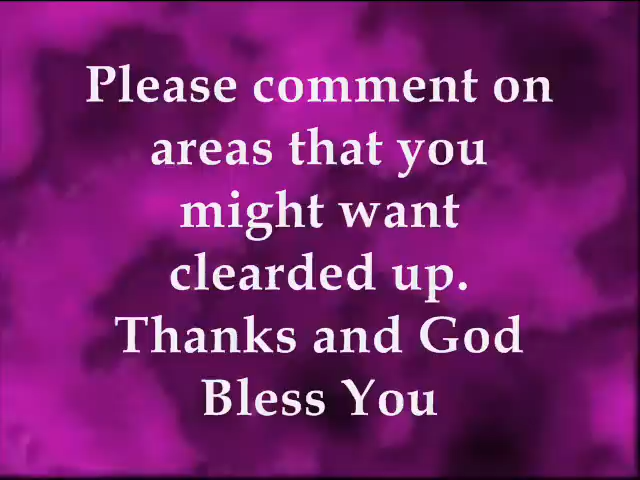 Please comment on
areas that you
might want
clearded up.
Thanks and God
Bless You